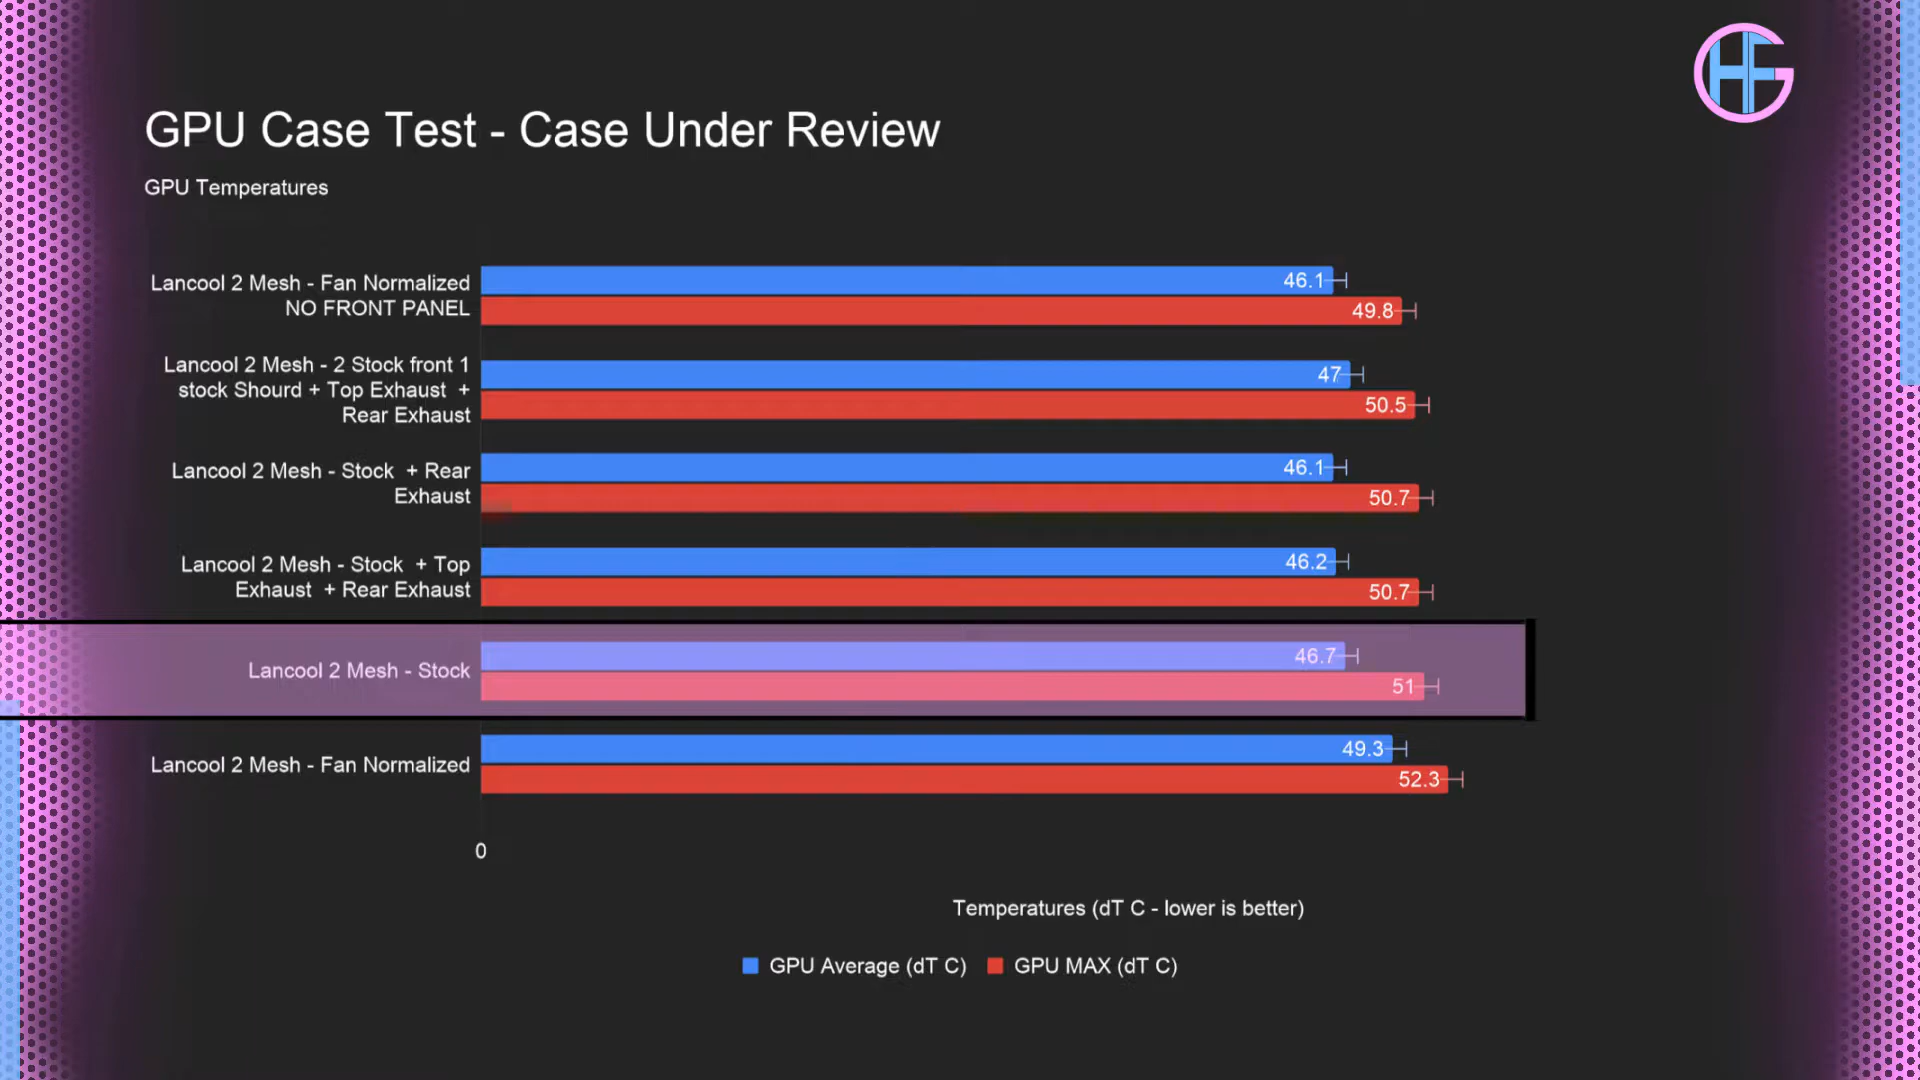 GHF
GPU Case Test - Case Under Review
GPU Temperatures
Lancool 2 Mesh - Fan Normalized
NO FRONT PANEL
46.1
49.8
Lancool 2 Mesh - 2 Stock front 1
stock Shourd + Top Exhaust +
Rear Exhaust
47
50.5
Lancool 2 Mesh - Stock + Rear
Exhaust
46.1
50.7
Lancool 2 Mesh - Stock + Top
Exhaust + Rear Exhaust
46.2
50.7
Lancool 2 Mesh - Stock
46.7
51
Lancool 2 Mesh - Fan Normalized
49.3
52.3
0
Temperatures (dT C - lower is better)
GPU Average (dT C) GPU MAX (dT C)